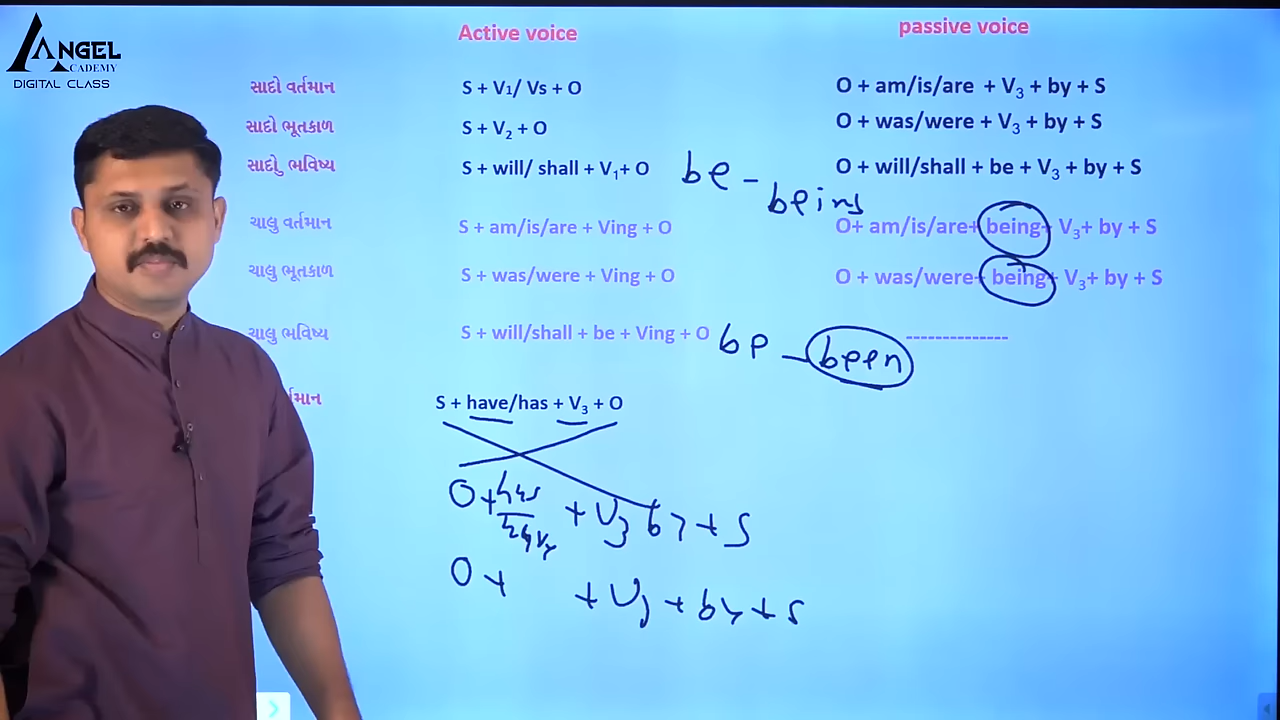 ANGEL
ACADEMY
DIGITAL CLASS
Active voice passive voice
સાદો વર્તમાન S + V1/ Vs + O O + am/is/are + V3 + by + S
સાદો ભૂતકાળ S + V2 + O O + was/were + V3 + by + S
સાદો ભવિષ્ય S + will/ shall + V1+ O O + will/shall + be + V3 + by + S
be - being
ચાલુ વર્તમાન S + am/is/are + Ving + O O+ am/is/are+ being+ V3+ by + S
ચાલુ ભૂતકાળ S + was/were + Ving + O O + was/were+ being+ V3+ by + S
ચાલુ ભવિષ્ય S + will/shall + be + Ving + O --------------
be - been
ર્તમાન S + have/has + V3 + O
O + has + V3 by + S
have
O + + V3 + by + S